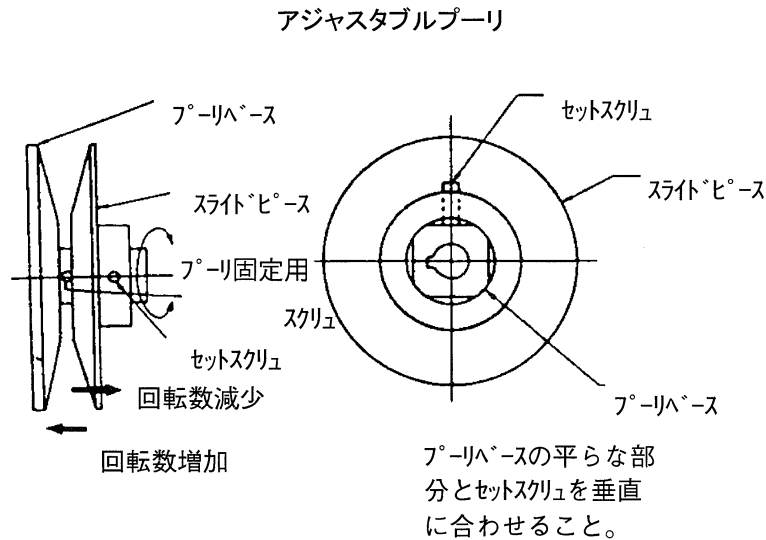 アジャスタブルプーリ
プーリベース
セットスクリュ
スライドピース
スライドピース
プーリ固定用
スクリュ
セットスクリュ
回転数減少
プーリベース
回転数増加
プーリベースの平らな部
分とセットスクリュを垂直
に合わせること。